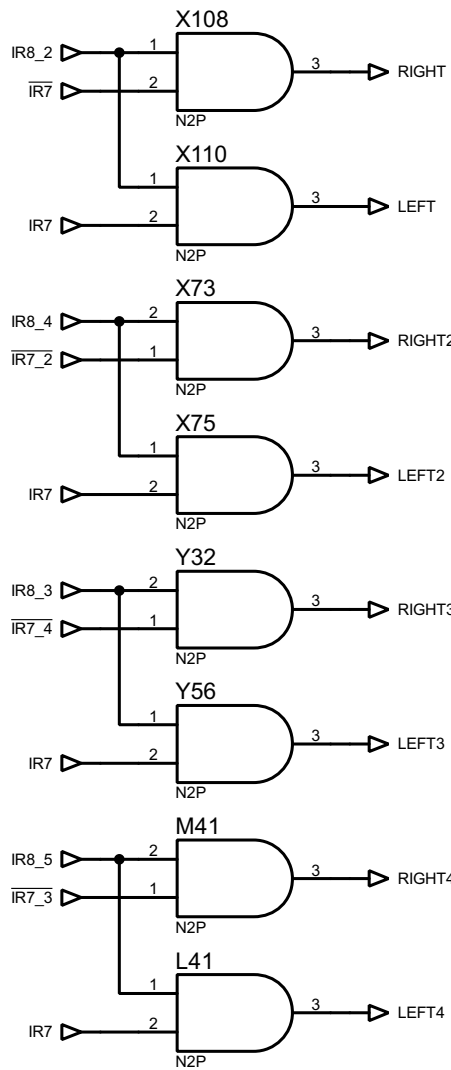 X108
IR8_2 1
3 RIGHT
IR7 2
N2P
X110
1
3 LEFT
IR7 2
N2P
X73
IR8_4 2
3 RIGHT2
IR7_2 1
N2P
X75
1
3 LEFT2
IR7 2
N2P
Y32
IR8_3 2
3 RIGHT3
IR7_4 1
N2P
Y56
1
3 LEFT3
IR7 2
N2P
M41
IR8_5 2
3 RIGHT4
IR7_3 1
N2P
L41
1
3 LEFT4
IR7 2
N2P